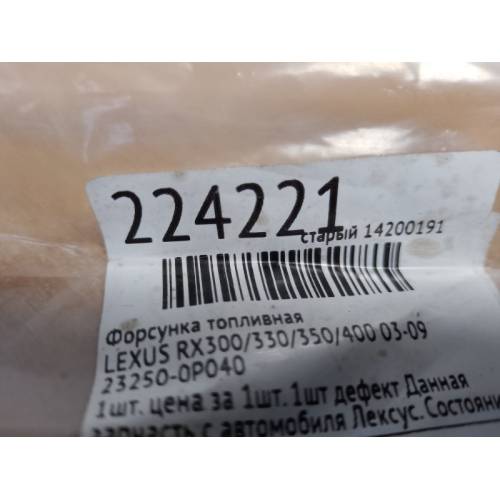 224221
старый 14200191
Форсунка топливная
LEXUS RX300/330/350/400 03-09
23250-0P040
1шт. цена за 1шт. 1шт дефект Данная
запчасть с автомобиля Лексус. Состояни